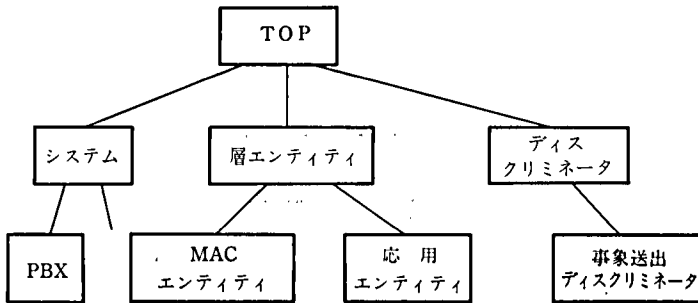 TOP
システム
層エンティティ
ディス
クリミネータ
PBX
MAC
エンティティ
応用
エンティティ
事象送出
ディスクリミネータ